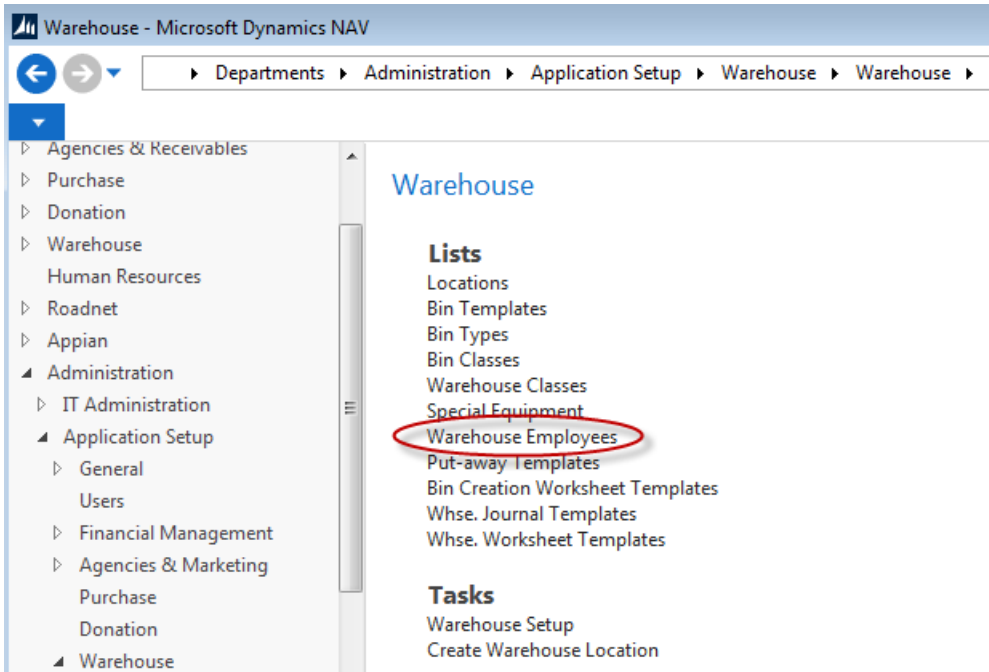 Warehouse - Microsoft Dynamics NAV
Departments Administration Application Setup Warehouse Warehouse
Agencies & Receivables
Purchase
Donation
Warehouse
Human Resources
Roadnet
Appian
Administration
IT Administration
Application Setup
General
Users
Financial Management
Agencies & Marketing
Purchase
Donation
Warehouse
Warehouse
Lists
Locations
Bin Templates
Bin Types
Bin Classes
Warehouse Classes
Special Equipment
Warehouse Employees
Put-away Templates
Bin Creation Worksheet Templates
Whse. Journal Templates
Whse. Worksheet Templates
Tasks
Warehouse Setup
Create Warehouse Location